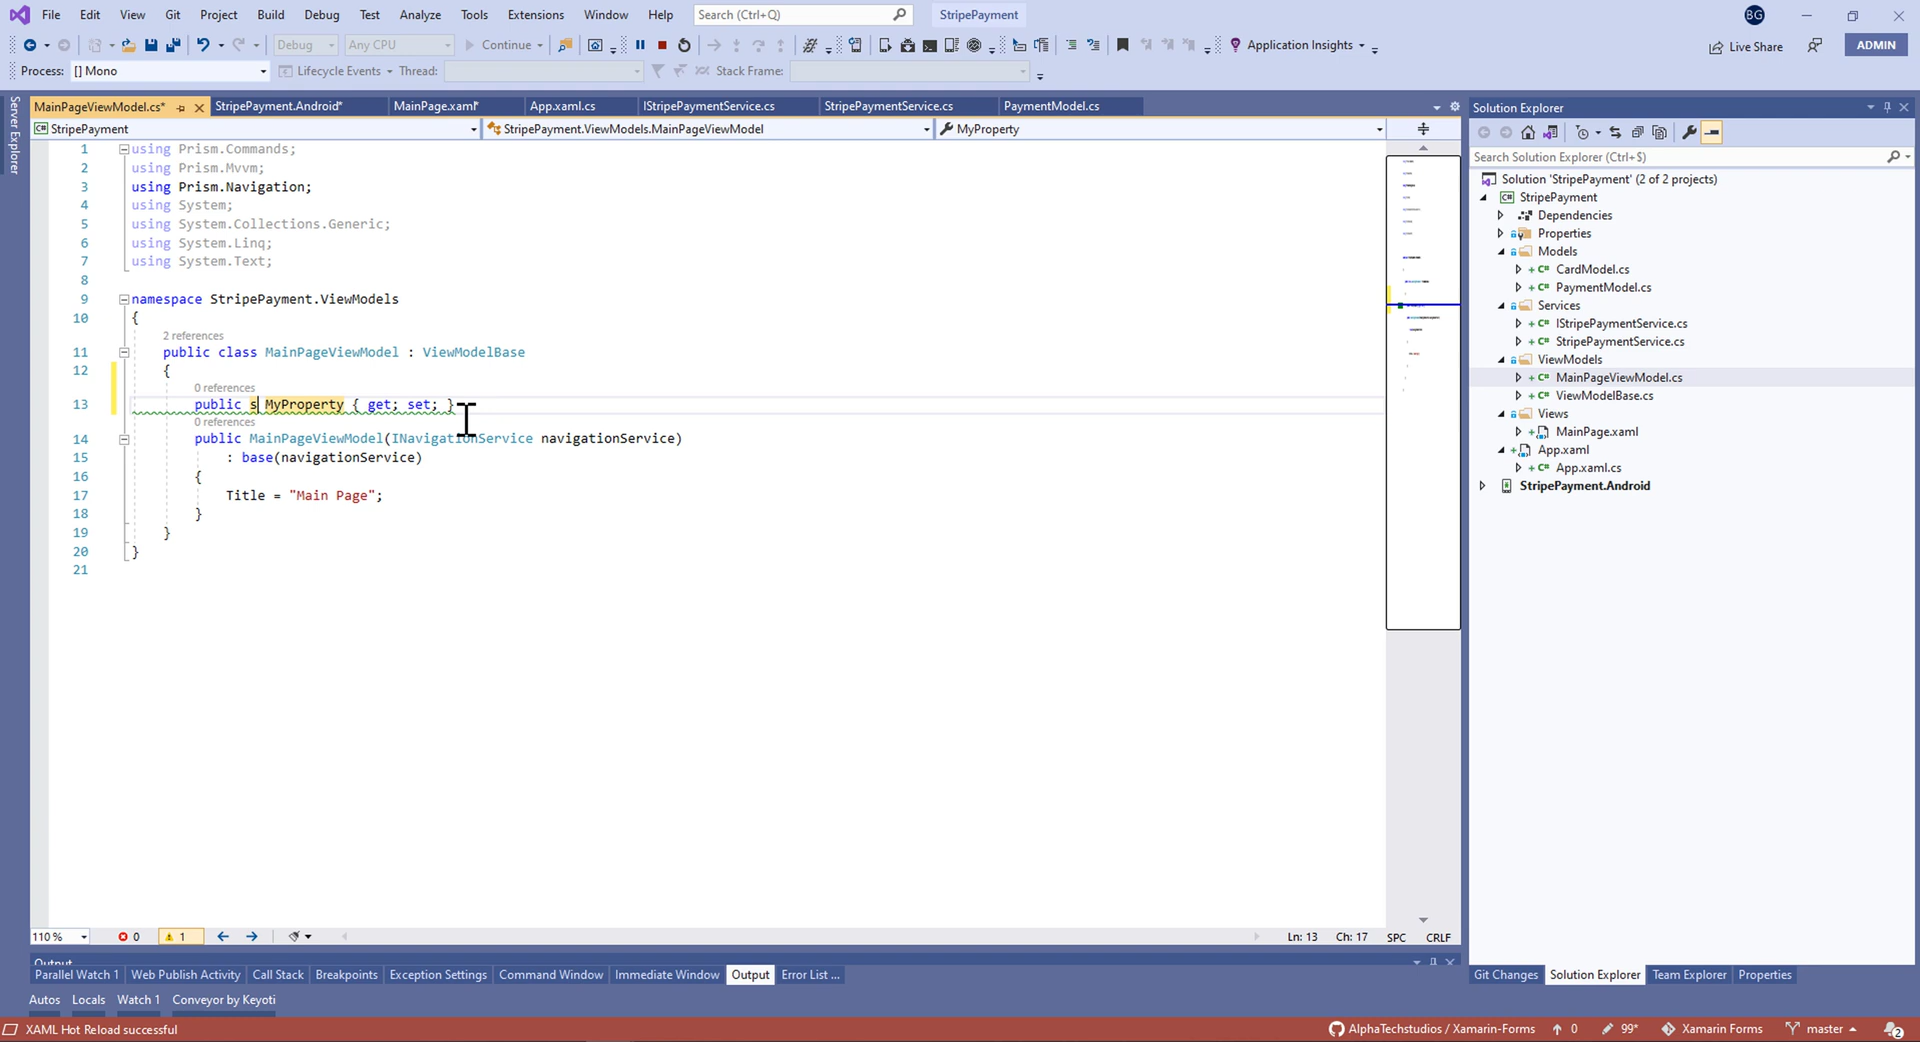 File Edit View Git Project Build Debug Test Analyze Tools Extensions Window Help Search (Ctrl+Q) StripePayment BG
Debug Any CPU Continue Application Insights Live Share ADMIN
Process: [] Mono Lifecycle Events Thread: Stack Frame:
Server Explorer
MainPageViewModel.cs* StripePayment.Android* MainPage.xaml* App.xaml.cs IStripePaymentService.cs StripePaymentService.cs PaymentModel.cs
StripePayment StripePayment.ViewModels.MainPageViewModel MyProperty
1 using Prism.Commands;
2 using Prism.Mvvm;
3 using Prism.Navigation;
4 using System;
5 using System.Collections.Generic;
6 using System.Linq;
7 using System.Text;
8
9 namespace StripePayment.ViewModels
10 {
2 references
11 public class MainPageViewModel : ViewModelBase
12 {
0 references
13 public s MyProperty { get; set; }
0 references
14 public MainPageViewModel(INavigationService navigationService)
15 : base(navigationService)
16 {
17 Title = "Main Page";
18 }
19 }
20 }
21
110 % 0 1 Ln: 13 Ch: 17 SPC CRLF
Solution Explorer
Search Solution Explorer (Ctrl+$)
Solution 'StripePayment' (2 of 2 projects)
StripePayment
Dependencies
Properties
Models
CardModel.cs
PaymentModel.cs
Services
IStripePaymentService.cs
StripePaymentService.cs
ViewModels
MainPageViewModel.cs
ViewModelBase.cs
Views
MainPage.xaml
App.xaml
App.xaml.cs
StripePayment.Android
Output
Parallel Watch 1 Web Publish Activity Call Stack Breakpoints Exception Settings Command Window Immediate Window Output Error List ...
Git Changes Solution Explorer Team Explorer Properties
Autos Locals Watch 1 Conveyor by Keyoti
XAML Hot Reload successful AlphaTechstudios / Xamarin-Forms 0 99* Xamarin Forms master 2